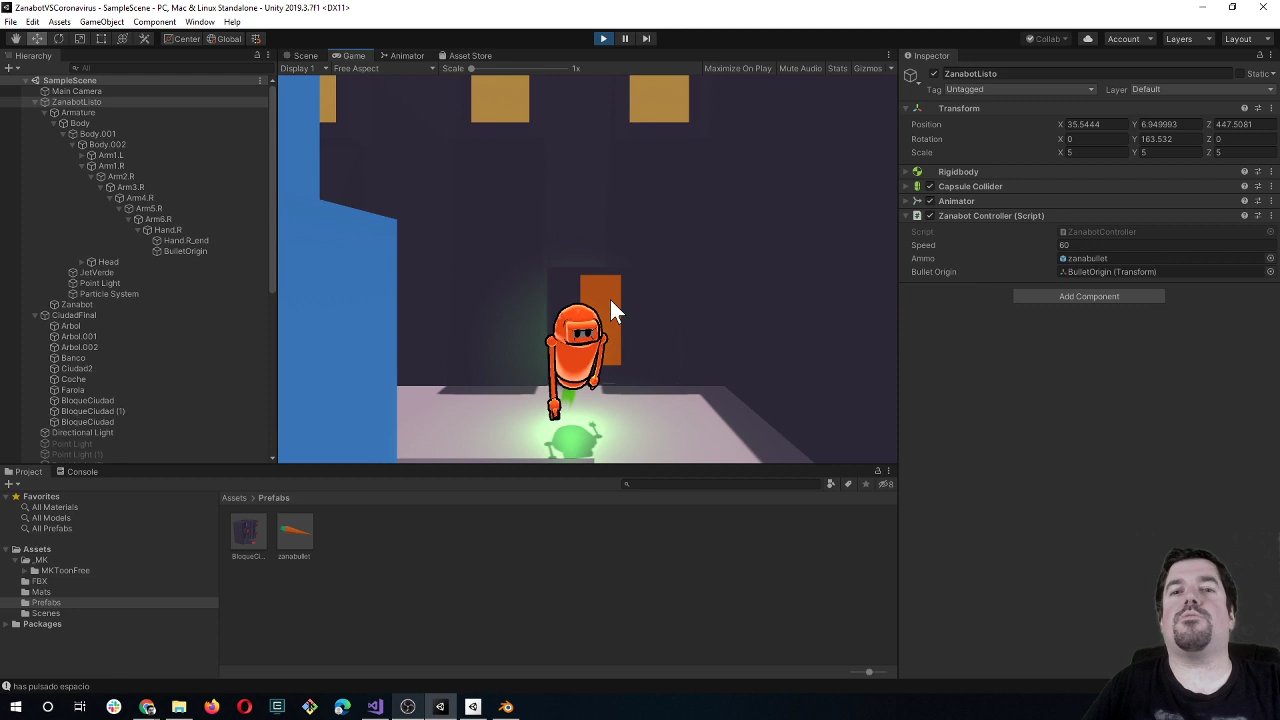 ZanabotVSCoronavirus - SampleScene - PC, Mac & Linux Standalone - Unity 2019.3.7f1 <DX11>
File Edit Assets GameObject Component Window Help
Center Global Collab Account Layers Layout
Hierarchy
All
SampleScene
Main Camera
ZanabotListo
Armature
Body
Body.001
Body.002
Arm1.L
Arm1.R
Arm2.R
Arm3.R
Arm4.R
Arm5.R
Arm6.R
Hand.R
Hand.R_end
BulletOrigin
Head
JetVerde
Point Light
Particle System
Zanabot
CiudadFinal
Arbol
Arbol.001
Arbol.002
Banco
Ciudad2
Coche
Farola
BloqueCiudad
BloqueCiudad (1)
BloqueCiudad
Directional Light
Point Light
Point Light (1)
Scene Game Animator Asset Store
Display 1 Free Aspect Scale 1x Maximize On Play Mute Audio Stats Gizmos
Inspector
ZanabotListo Static
Tag Untagged Layer Default
Transform
Position X 35.5444 Y 6.949993 Z 447.5081
Rotation X 0 Y 163.532 Z 0
Scale X 5 Y 5 Z 5
Rigidbody
Capsule Collider
Animator
Zanabot Controller (Script)
Script ZanabotController
Speed 60
Ammo zanabullet
Bullet Origin BulletOrigin (Transform)
Add Component
Project Console
8
Favorites
All Materials
All Models
All Prefabs
Assets
_MK
MKToonFree
FBX
Mats
Prefabs
Scenes
Packages
Assets > Prefabs
BloqueCi... zanabullet
has pulsado espacio